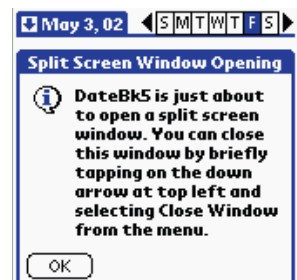 May 3, 02 S M T W T F S
Split Screen Window Opening
DateBk5 is just about
to open a split screen
window. You can close
this window by briefly
tapping on the down
arrow at top left and
selecting Close Window
from the menu.
OK